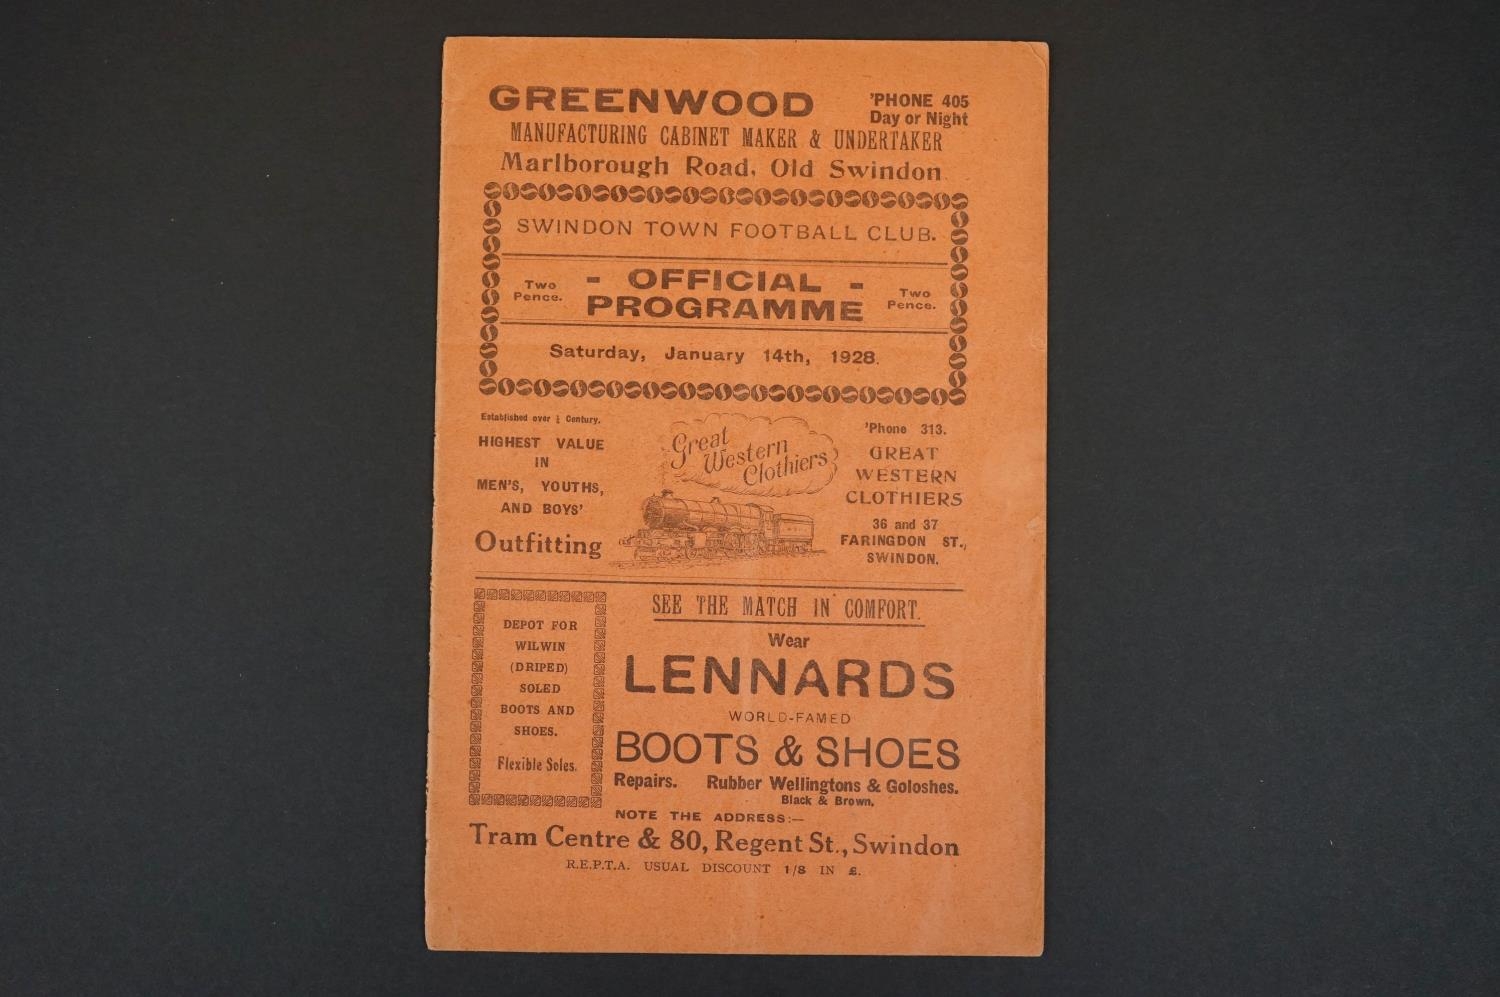 GREENWOOD
'PHONE 405
Day or Night
MANUFACTURING CABINET MAKER & UNDERTAKER
Marlborough Road, Old Swindon
SWINDON TOWN FOOTBALL CLUB.
Two Pence.
- OFFICIAL -
PROGRAMME
Two Pence.
Saturday, January 14th, 1928.
Established over ½ Century.
HIGHEST VALUE
IN
MEN'S, YOUTHS,
AND BOYS'
Outfitting
Great
Western
Clothiers
'Phone 313.
GREAT
WESTERN
CLOTHIERS
36 and 37
FARINGDON ST.,
SWINDON.
DEPOT FOR
WILWIN
(DRIPED)
SOLED
BOOTS AND
SHOES.
Flexible Soles.
SEE THE MATCH IN COMFORT.
Wear
LENNARDS
WORLD-FAMED
BOOTS & SHOES
Repairs. Rubber Wellingtons & Goloshes.
Black & Brown.
NOTE THE ADDRESS:—
Tram Centre & 80, Regent St., Swindon
R.E.P.T.A. USUAL DISCOUNT 1/8 IN £.